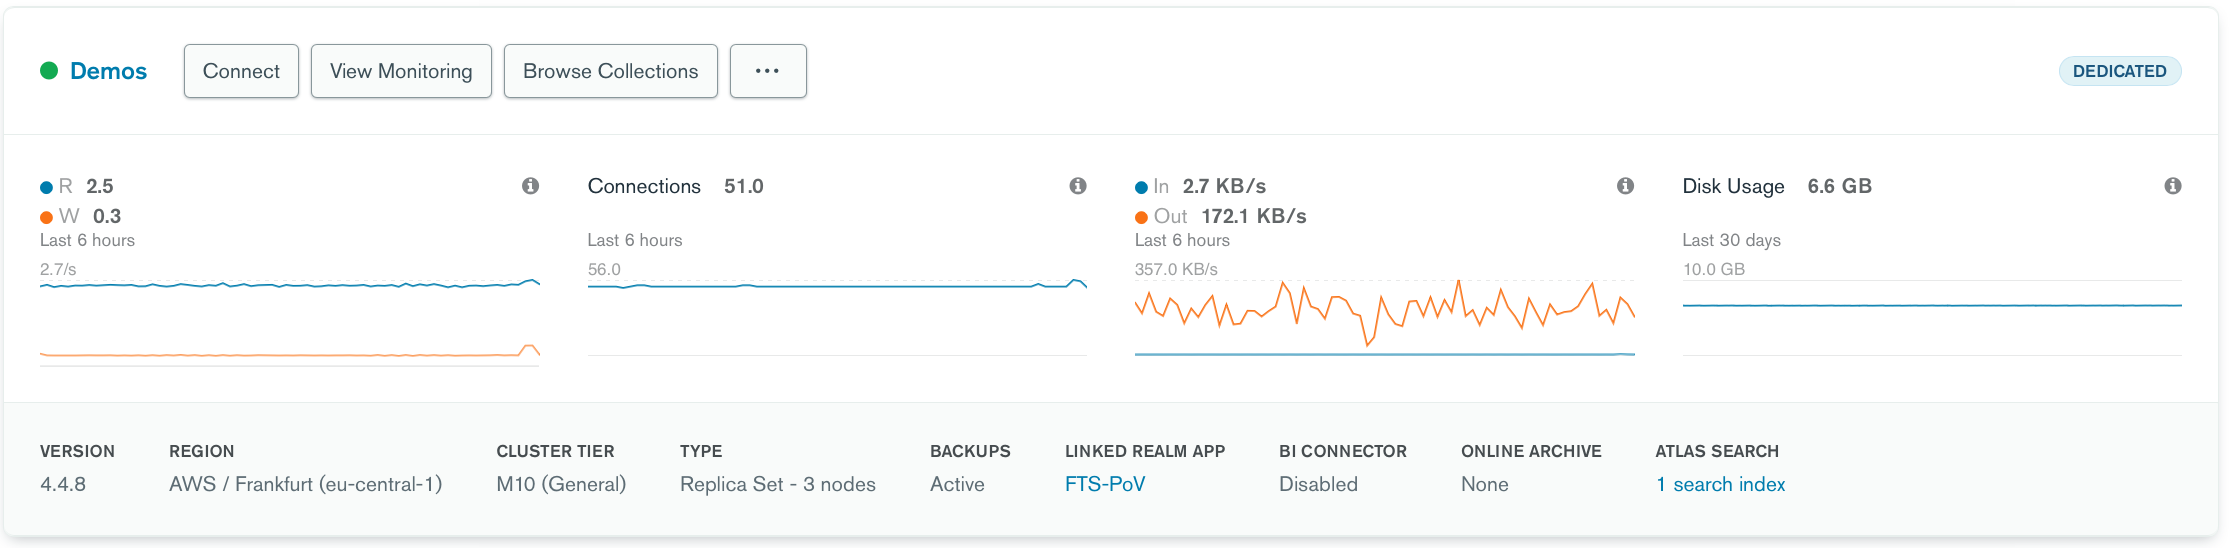 Demos
Connect
View Monitoring
Browse Collections
...
DEDICATED
R 2.5
W 0.3
Last 6 hours
2.7/s
Connections 51.0
Last 6 hours
56.0
In 2.7 KB/s
Out 172.1 KB/s
Last 6 hours
357.0 KB/s
Disk Usage 6.6 GB
Last 30 days
10.0 GB
VERSION
4.4.8
REGION
AWS / Frankfurt (eu-central-1)
CLUSTER TIER
M10 (General)
TYPE
Replica Set - 3 nodes
BACKUPS
Active
LINKED REALM APP
FTS-PoV
BI CONNECTOR
Disabled
ONLINE ARCHIVE
None
ATLAS SEARCH
1 search index